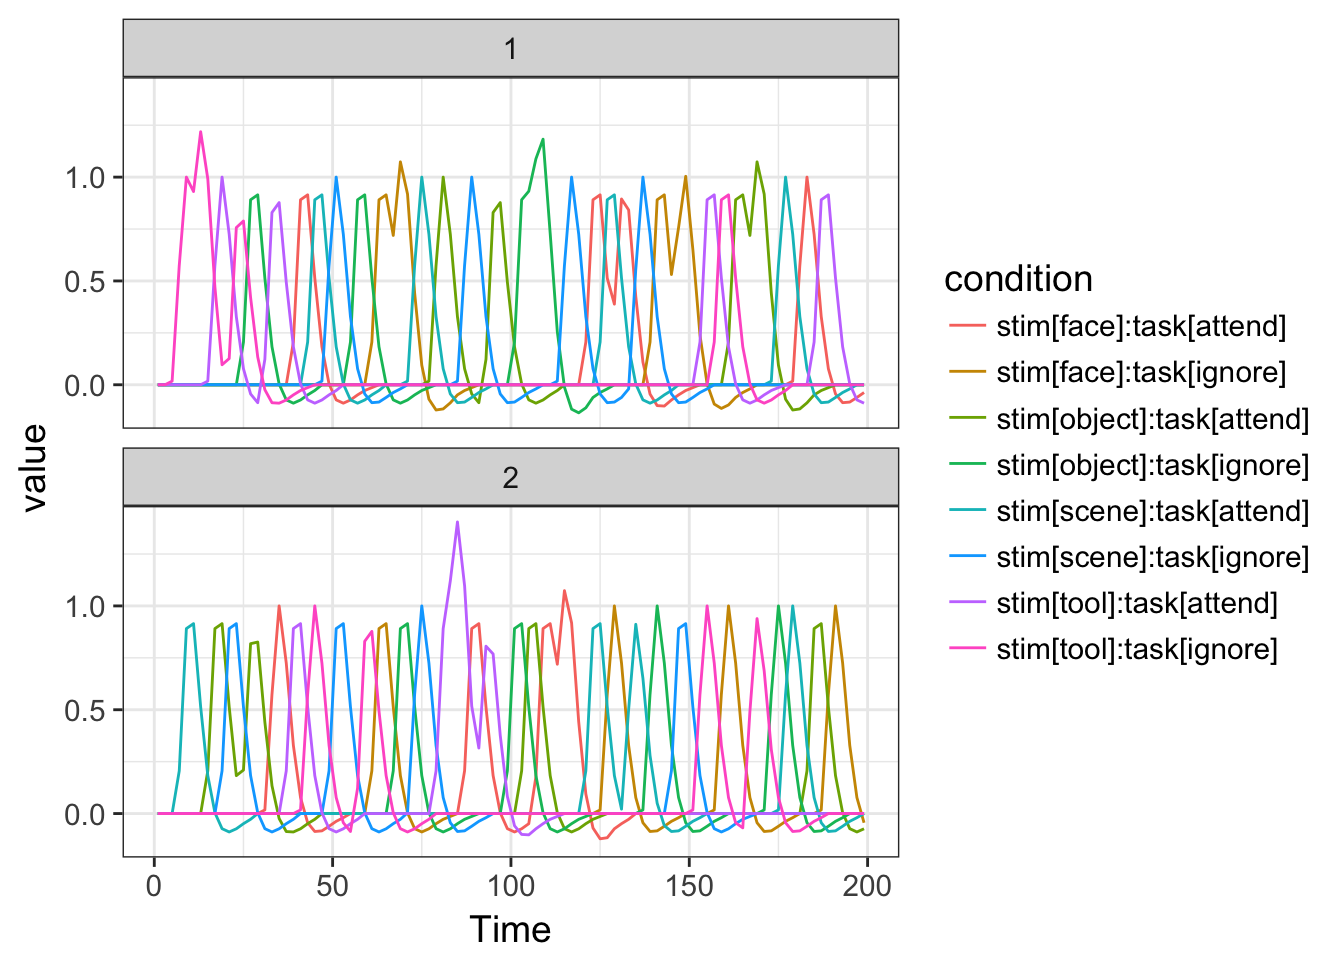 1
1.0
0.5
0.0
value
2
1.0
0.5
0.0
0 50 100 150 200
Time
condition
stim[face]:task[attend]
stim[face]:task[ignore]
stim[object]:task[attend]
stim[object]:task[ignore]
stim[scene]:task[attend]
stim[scene]:task[ignore]
stim[tool]:task[attend]
stim[tool]:task[ignore]